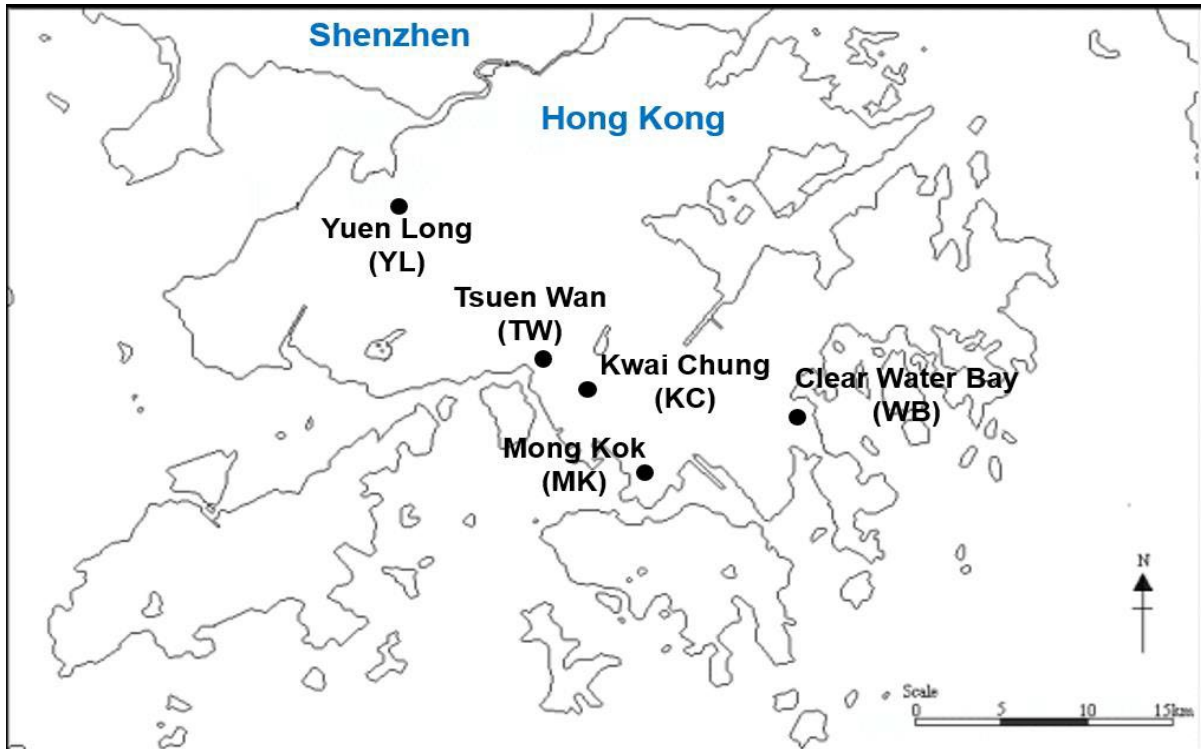 Shenzhen
Hong Kong
Yuen Long
(YL)
Tsuen Wan
(TW)
Kwai Chung
(KC)
Clear Water Bay
(WB)
Mong Kok
(MK)
N
Scale
0 5 10 15km